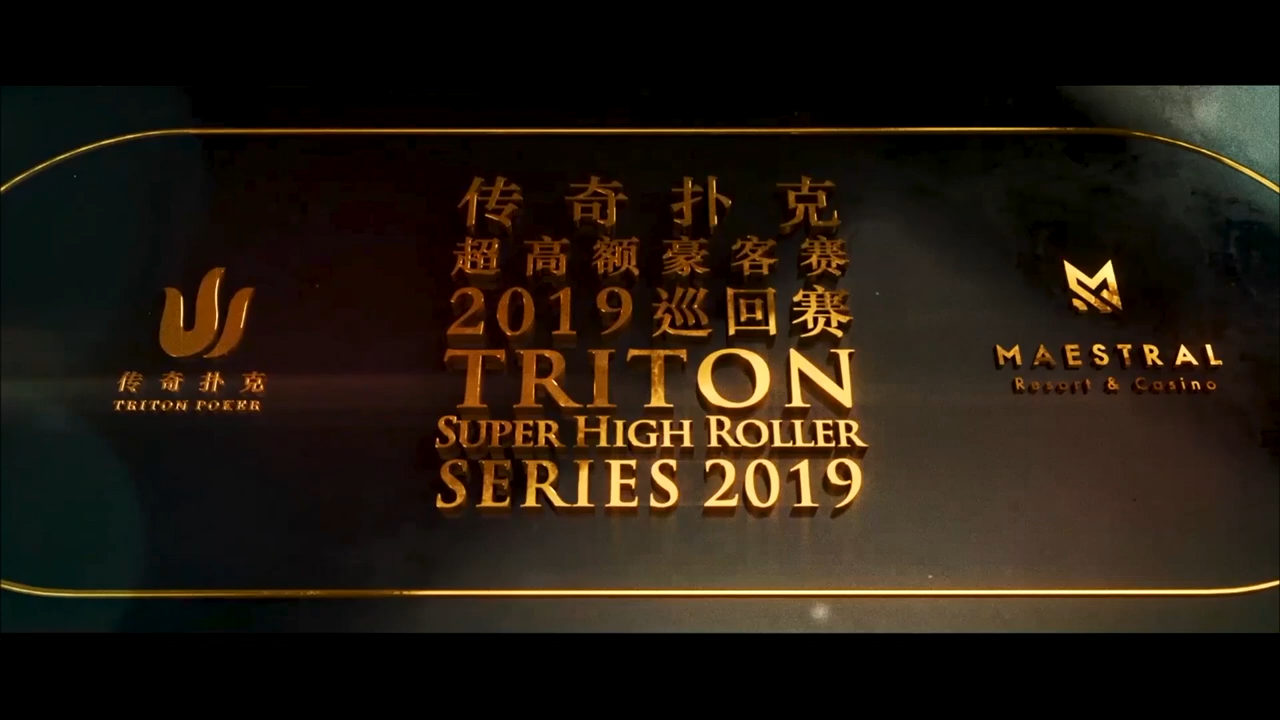 传奇扑克
超高额豪客赛
2019巡回赛
TRITON
SUPER HIGH ROLLER
SERIES 2019
传奇扑克
TRITON POKER
MAESTRAL
Resort & Casino